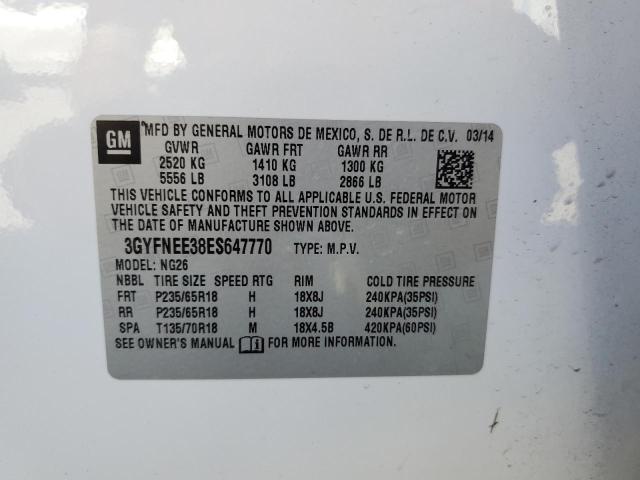 GM
MFD BY GENERAL MOTORS DE MEXICO, S. DE R.L. DE C.V. 03/14
GVWR GAWR FRT GAWR RR
2520 KG 1410 KG 1300 KG
5556 LB 3108 LB 2866 LB
THIS VEHICLE CONFORMS TO ALL APPLICABLE U.S. FEDERAL MOTOR
VEHICLE SAFETY AND THEFT PREVENTION STANDARDS IN EFFECT ON
THE DATE OF MANUFACTURE SHOWN ABOVE.
3GYFNEE38ES647770 TYPE: M.P.V.
MODEL: NG26
NBBL TIRE SIZE SPEED RTG RIM COLD TIRE PRESSURE
FRT P235/65R18 H 18X8J 240KPA(35PSI)
RR P235/65R18 H 18X8J 240KPA(35PSI)
SPA T135/70R18 M 18X4.5B 420KPA(60PSI)
SEE OWNER'S MANUAL FOR MORE INFORMATION.